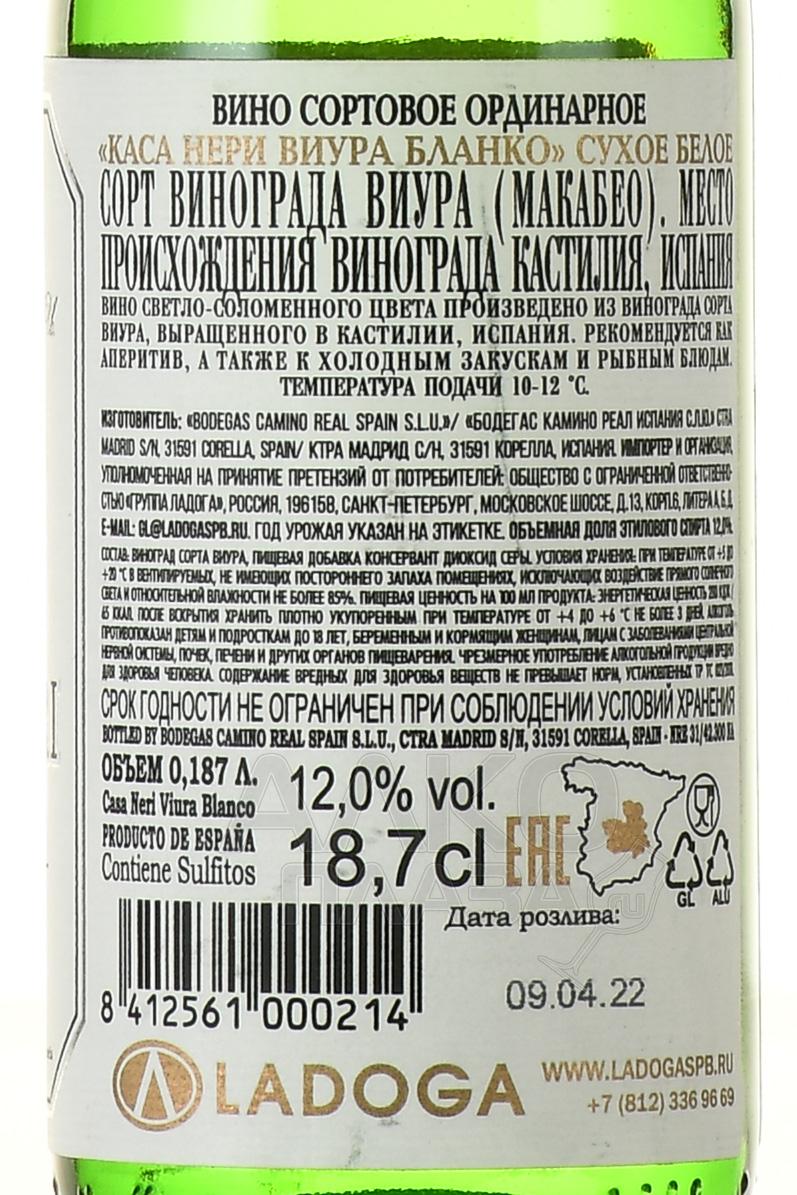 ВИНО СОРТОВОЕ ОРДИНАРНОЕ
«КАСА НЕРИ ВИУРА БЛАНКО» СУХОЕ БЕЛОЕ
СОРТ ВИНОГРАДА ВИУРА (МАКАБЕО). МЕСТО
ПРОИСХОЖДЕНИЯ ВИНОГРАДА КАСТИЛИЯ, ИСПАНИЯ
ВИНО СВЕТЛО-СОЛОМЕННОГО ЦВЕТА ПРОИЗВЕДЕНО ИЗ ВИНОГРАДА СОРТА
ВИУРА, ВЫРАЩЕННОГО В КАСТИЛИИ, ИСПАНИЯ. РЕКОМЕНДУЕТСЯ КАК
АПЕРИТИВ, А ТАКЖЕ К ХОЛОДНЫМ ЗАКУСКАМ И РЫБНЫМ БЛЮДАМ.
ТЕМПЕРАТУРА ПОДАЧИ 10-12 °С.
ИЗГОТОВИТЕЛЬ: «BODEGAS CAMINO REAL SPAIN S.L.U.»/ «БОДЕГАС КАМИНО РЕАЛ ИСПАНИЯ С.Л.Ю.» CTRA
MADRID S/N, 31591 CORELLA, SPAIN/ КТРА МАДРИД С/Н, 31591 КОРЕЛЛА, ИСПАНИЯ. ИМПОРТЕР И ОРГАНИЗАЦИЯ,
УПОЛНОМОЧЕННАЯ НА ПРИНЯТИЕ ПРЕТЕНЗИЙ ОТ ПОТРЕБИТЕЛЕЙ: ОБЩЕСТВО С ОГРАНИЧЕННОЙ ОТВЕТСТВЕННО-
СТЬЮ «ГРУППА ЛАДОГА», РОССИЯ, 196158, САНКТ-ПЕТЕРБУРГ, МОСКОВСКОЕ ШОССЕ, Д.13, КОРП.6, ЛИТЕРА А, Б, Д.
E-MAIL: GL@LADOGASPB.RU. ГОД УРОЖАЯ УКАЗАН НА ЭТИКЕТКЕ. ОБЪЕМНАЯ ДОЛЯ ЭТИЛОВОГО СПИРТА 12,0%.
СОСТАВ: ВИНОГРАД СОРТА ВИУРА, ПИЩЕВАЯ ДОБАВКА КОНСЕРВАНТ ДИОКСИД СЕРЫ. УСЛОВИЯ ХРАНЕНИЯ: ПРИ ТЕМПЕРАТУРЕ ОТ +5 ДО
+20 °С В ВЕНТИЛИРУЕМЫХ, НЕ ИМЕЮЩИХ ПОСТОРОННЕГО ЗАПАХА ПОМЕЩЕНИЯХ, ИСКЛЮЧАЮЩИХ ВОЗДЕЙСТВИЕ ПРЯМОГО СОЛНЕЧНОГО
СВЕТА И ОТНОСИТЕЛЬНОЙ ВЛАЖНОСТИ НЕ БОЛЕЕ 85%. ПИЩЕВАЯ ЦЕННОСТЬ НА 100 МЛ ПРОДУКТА: ЭНЕРГЕТИЧЕСКАЯ ЦЕННОСТЬ КДЖ/
65 ККАЛ. ПОСЛЕ ВСКРЫТИЯ ХРАНИТЬ ПЛОТНО УКУПОРЕННЫМ ПРИ ТЕМПЕРАТУРЕ ОТ +4 ДО +6 °С НЕ БОЛЕЕ 3 ДНЕЙ. АЛКОГОЛЬ
ПРОТИВОПОКАЗАН ДЕТЯМ И ПОДРОСТКАМ ДО 18 ЛЕТ, БЕРЕМЕННЫМ И КОРМЯЩИМ ЖЕНЩИНАМ, ЛИЦАМ С ЗАБОЛЕВАНИЯМИ ЦЕНТРАЛЬНОЙ
НЕРВНОЙ СИСТЕМЫ, ПОЧЕК, ПЕЧЕНИ И ДРУГИХ ОРГАНОВ ПИЩЕВАРЕНИЯ. ЧРЕЗМЕРНОЕ УПОТРЕБЛЕНИЕ АЛКОГОЛЬНОЙ ПРОДУКЦИИ ВРЕДНО
ДЛЯ ЗДОРОВЬЯ ЧЕЛОВЕКА. СОДЕРЖАНИЕ ВРЕДНЫХ ДЛЯ ЗДОРОВЬЯ ВЕЩЕСТВ НЕ ПРЕВЫШАЕТ НОРМ, УСТАНОВЛЕННЫХ ТР ТС
СРОК ГОДНОСТИ НЕ ОГРАНИЧЕН ПРИ СОБЛЮДЕНИИ УСЛОВИЙ ХРАНЕНИЯ
BOTTLED BY BODEGAS CAMINO REAL SPAIN S.L.U., CTRA MADRID S/N, 31591 CORELLA, SPAIN - NRE 31/42.300 NA
ОБЪЕМ 0,187 Л.
Casa Neri Viura Blanco
PRODUCTO DE ESPAÑA
Contiene Sulfitos
12,0% vol.
18,7 cl
EAC
GL
ALU
Дата розлива:
09.04.22
8 412561 000214
LADOGA
WWW.LADOGASPB.RU
+7 (812) 336 96 69
АЛКОПЛАЗА.ru